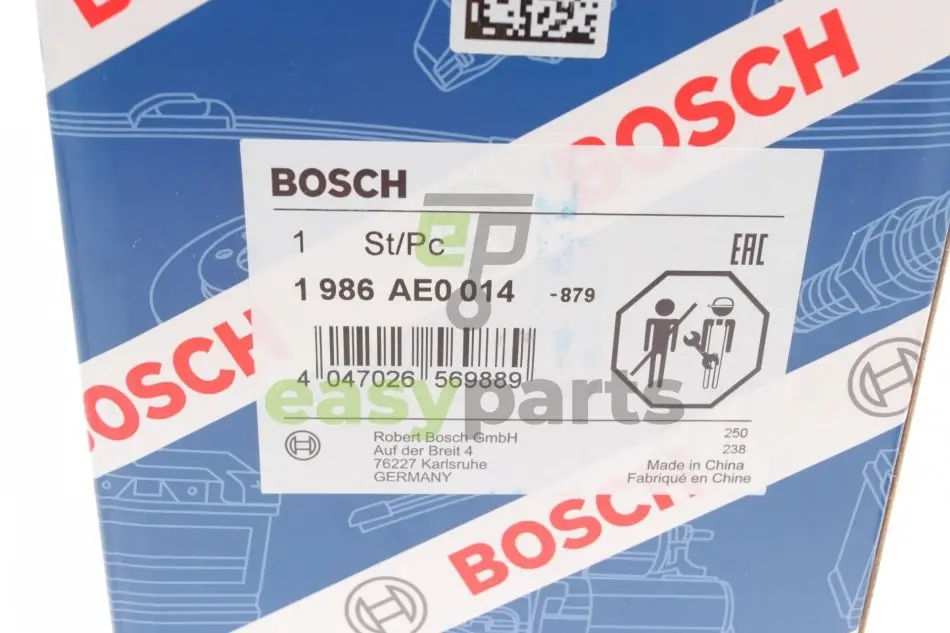 BOSCH
BOSCH
1 St/Pc
1 986 AE0 014 -879
EAC
4 047026 569889
Robert Bosch GmbH
Auf der Breit 4
76227 Karlsruhe
GERMANY
250
238
Made in China
Fabriqué en Chine
easyparts
ep
BOSCH
BOSCH